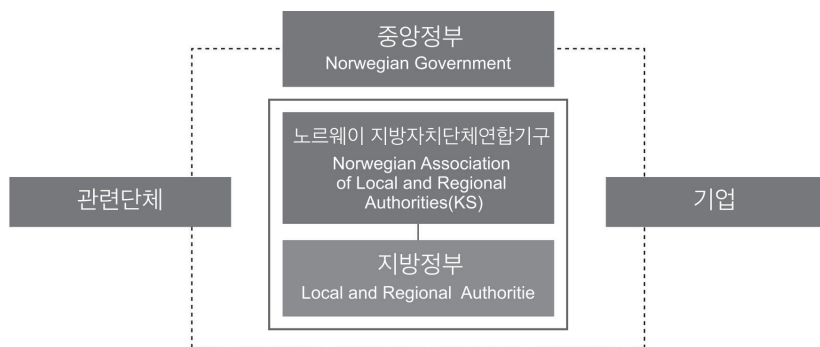 중앙정부
Norwegian Government
노르웨이 지방자치단체연합기구
Norwegian Association
of Local and Regional
Authorities(KS)
관련단체
기업
지방정부
Local and Regional Authoritie